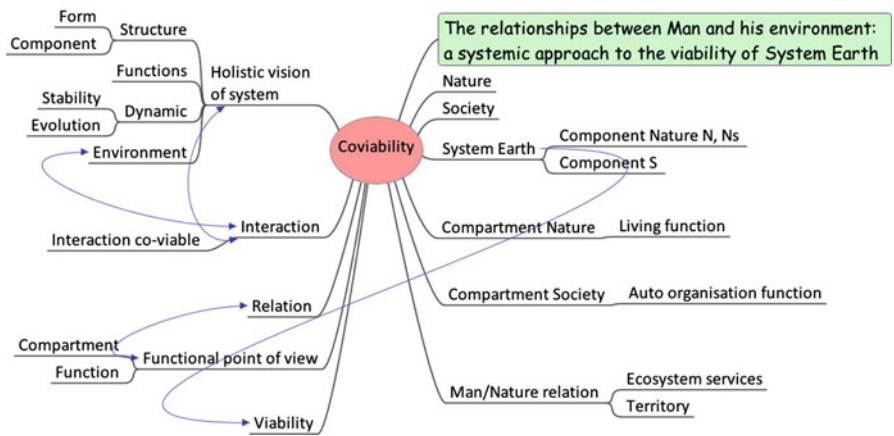 The relationships between Man and his environment:
a systemic approach to the viability of System Earth
Form
Component
Structure
Functions
Stability
Evolution
Dynamic
Environment
Holistic vision
of system
Interaction
Interaction co-viable
Relation
Compartment
Function
Functional point of view
Viability
Coviability
Nature
Society
System Earth
Component Nature N, Ns
Component S
Compartment Nature
Living function
Compartment Society
Auto organisation function
Man/Nature relation
Ecosystem services
Territory